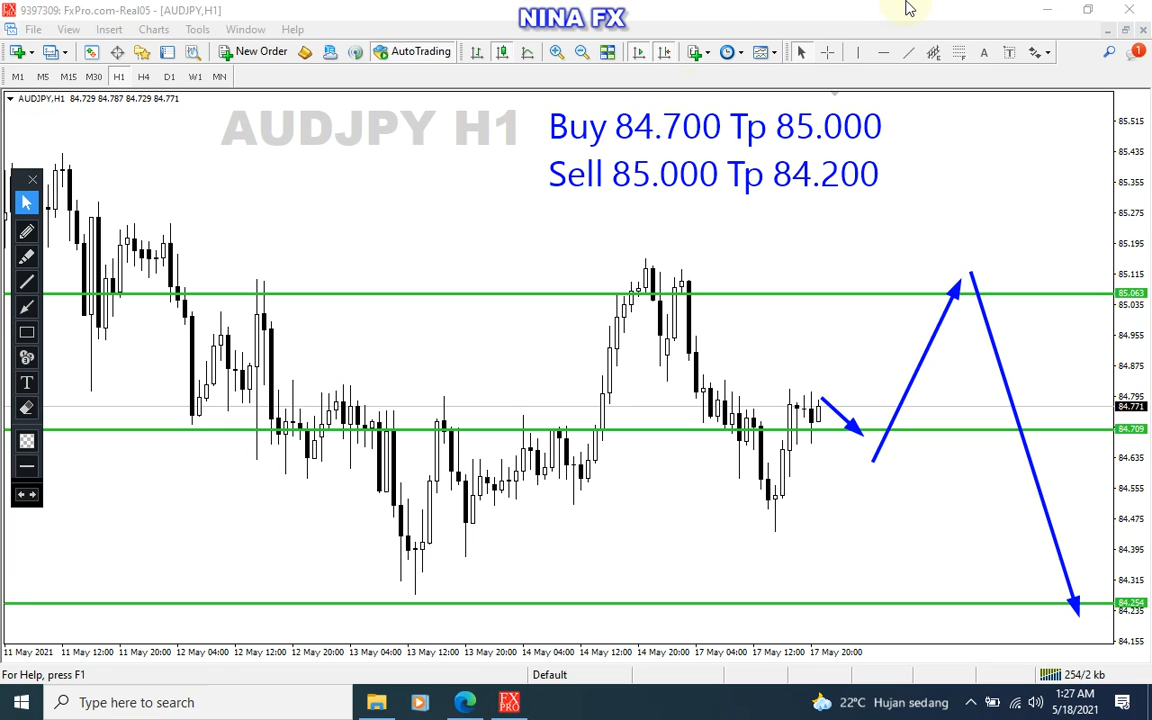 9397309: FxPro.com-Real05 - [AUDJPY,H1]
NINA FX
File View Insert Charts Tools Window Help
New Order AutoTrading 1
M1 M5 M15 M30 H1 H4 D1 W1 MN
AUDJPY,H1 84.729 84.787 84.729 84.771
AUDJPY H1
Buy 84.700 Tp 85.000
Sell 85.000 Tp 84.200
85.515
85.435
85.355
85.275
85.195
85.115
85.063
85.035
84.955
84.875
84.795
84.771
84.709
84.635
84.555
84.475
84.395
84.315
84.254
84.235
84.155
11 May 2021 11 May 12:00 11 May 20:00 12 May 04:00 12 May 12:00 12 May 20:00 13 May 04:00 13 May 12:00 13 May 20:00 14 May 04:00 14 May 12:00 14 May 20:00 17 May 04:00 17 May 12:00 17 May 20:00
For Help, press F1 Default 254/2 kb
Type here to search
FX PRO
22°C Hujan sedang
1:27 AM
5/18/2021